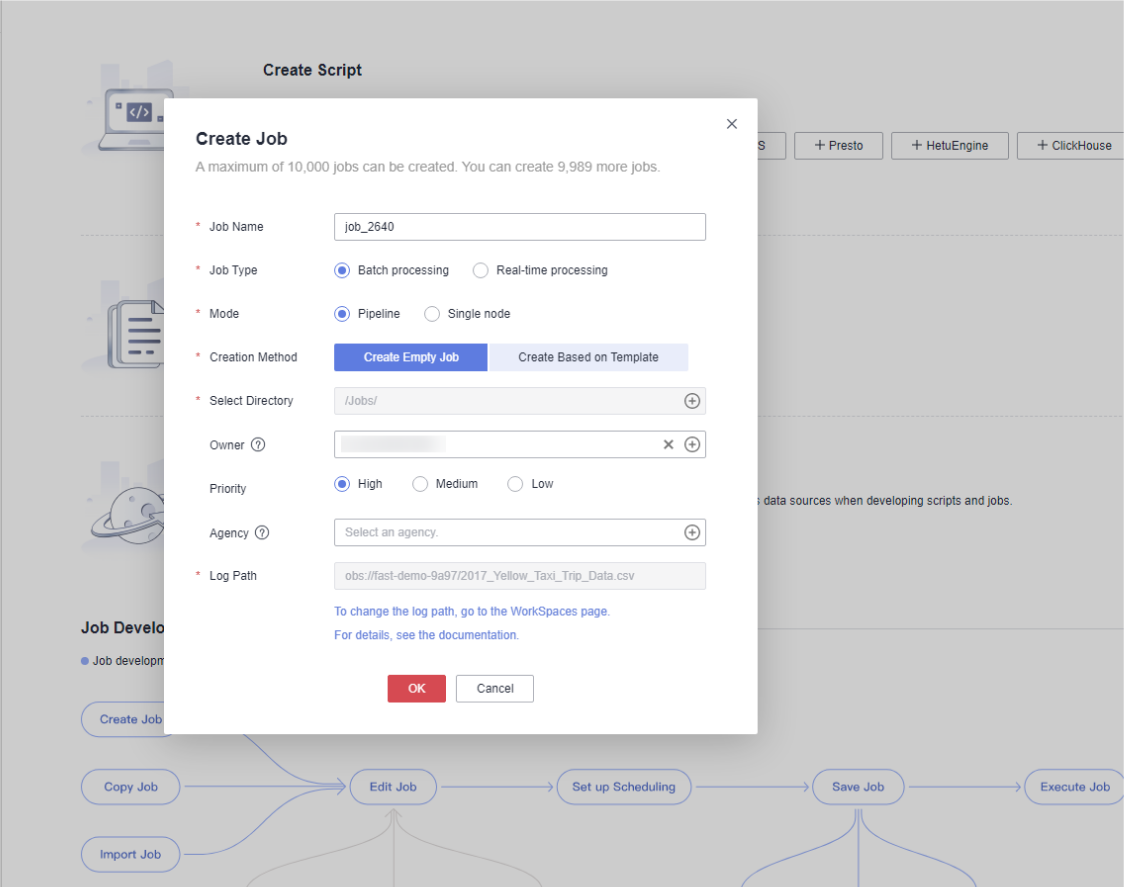 Create Script
</>
S
+ Presto
+ HetuEngine
+ ClickHouse
Create Job
A maximum of 10,000 jobs can be created. You can create 9,989 more jobs.
* Job Name
job_2640
* Job Type
Batch processing
Real-time processing
* Mode
Pipeline
Single node
* Creation Method
Create Empty Job
Create Based on Template
* Select Directory
/Jobs/
Owner ?
Priority
High
Medium
Low
Agency ?
Select an agency.
* Log Path
obs://fast-demo-9a97/2017_Yellow_Taxi_Trip_Data.csv
To change the log path, go to the WorkSpaces page.
For details, see the documentation.
OK
Cancel
data sources when developing scripts and jobs.
Job Develo
Job developm
Create Job
Copy Job
Edit Job
Set up Scheduling
Save Job
Execute Job
Import Job